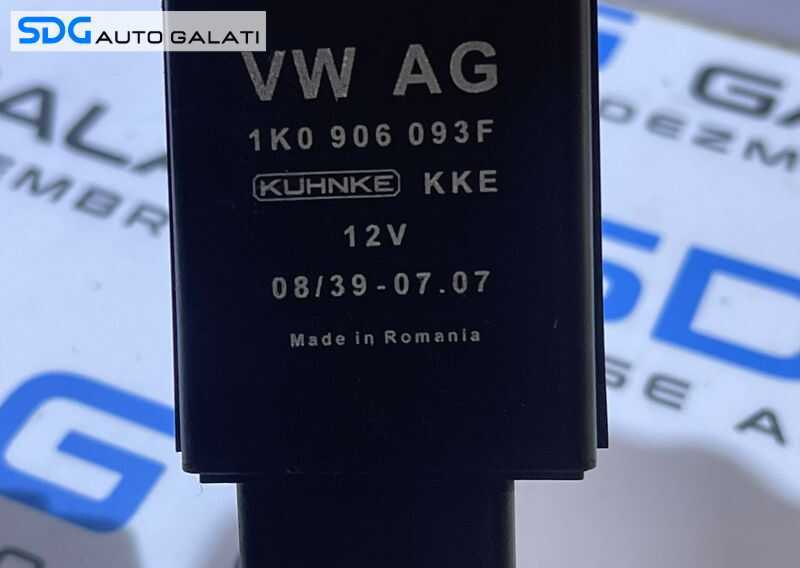 SDG AUTO GALATI
VW AG
1K0 906 093F
KUHNKE KKE
12V
08/39-07.07
Made in Romania